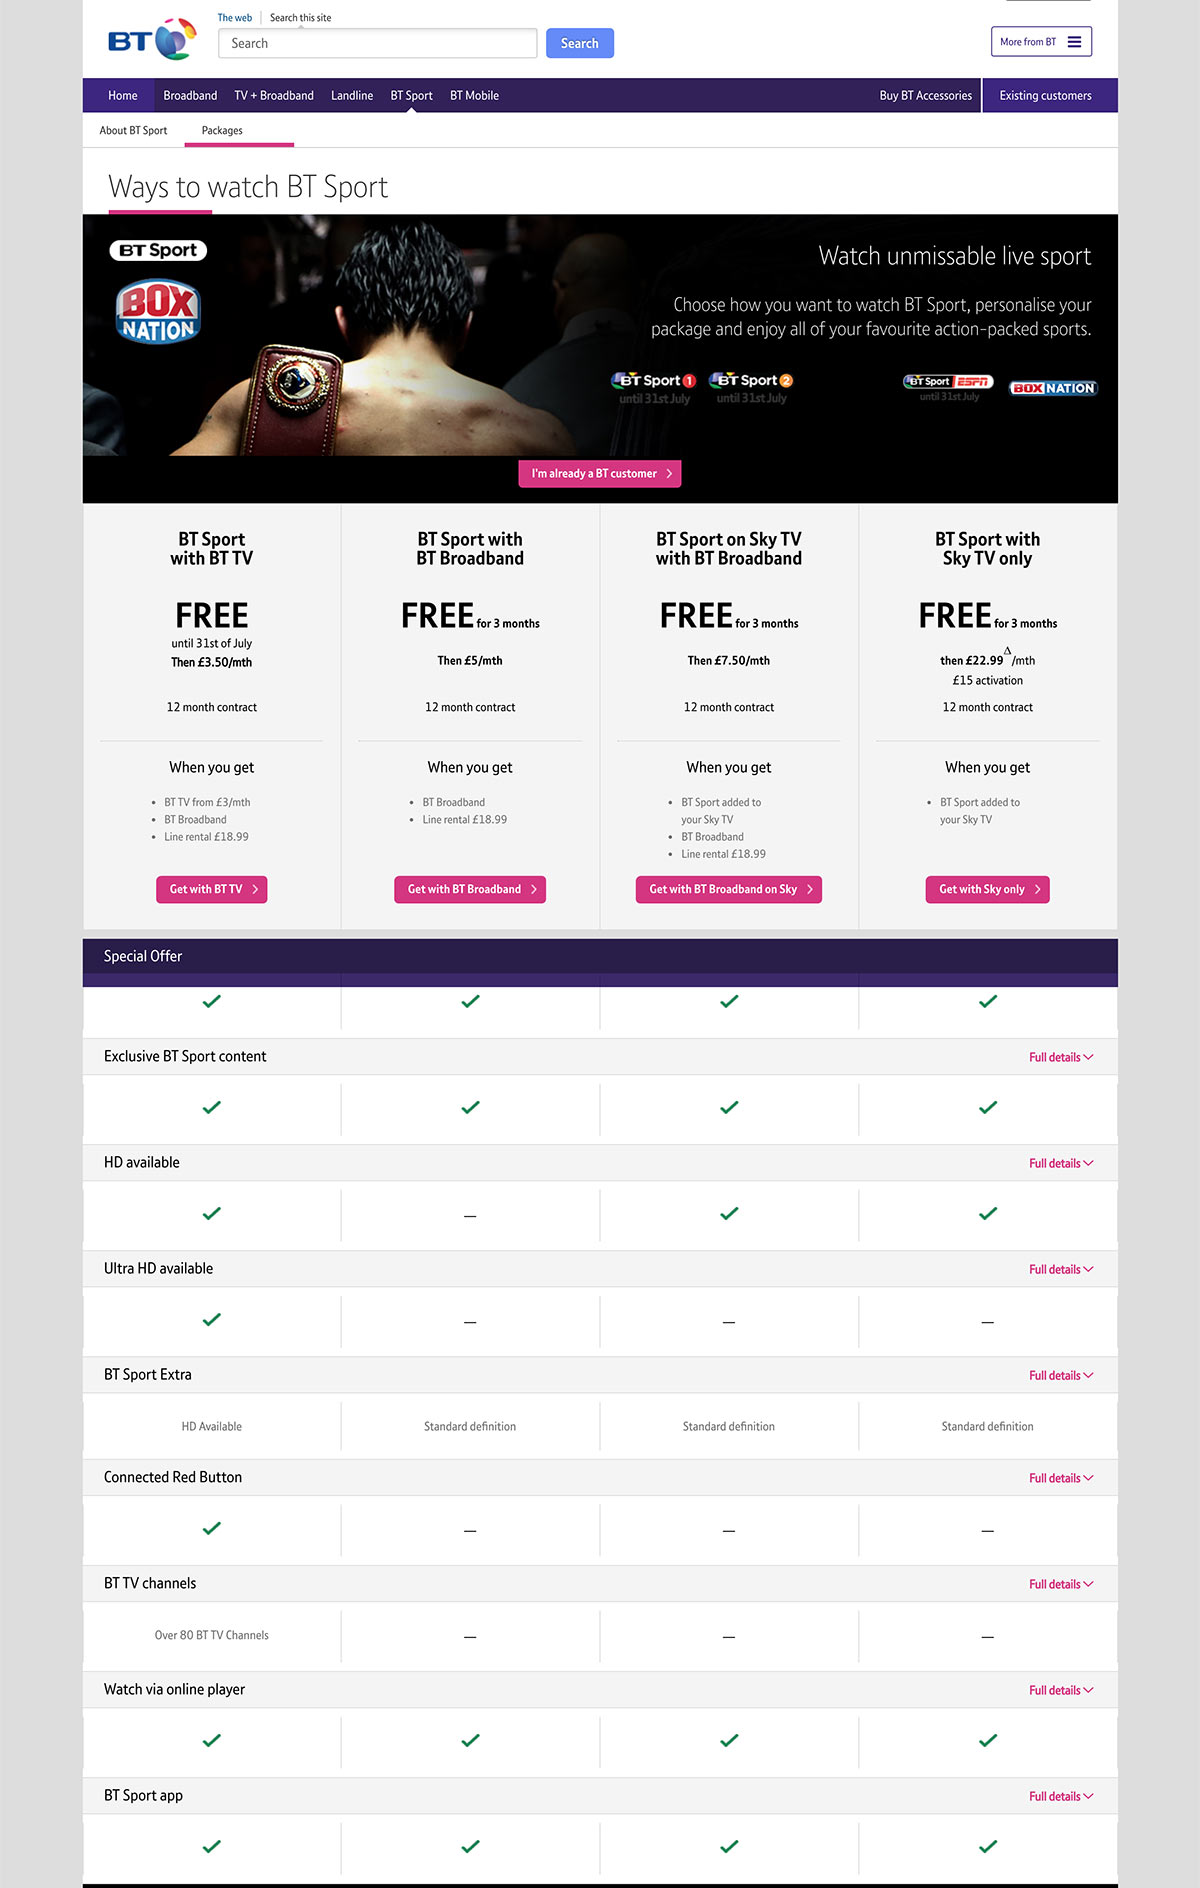 The web
Search this site
BT
Search
Search
More from BT
Home
Broadband
TV + Broadband
Landline
BT Sport
BT Mobile
Buy BT Accessories
Existing customers
About BT Sport
Packages
Ways to watch BT Sport
BT Sport
BOX
NATION
Watch unmissable live sport
Choose how you want to watch BT Sport, personalise your
package and enjoy all of your favourite action-packed sports.
BT Sport 1
until 31st July
BT Sport 2
until 31st July
BT Sport ESPN
until 31st July
BOX NATION
I'm already a BT customer
BT Sport
with BT TV
FREE
until 31st of July
Then £3.50/mth
12 month contract
When you get
• BT TV from £3/mth
• BT Broadband
• Line rental £18.99
Get with BT TV
BT Sport with
BT Broadband
FREE for 3 months
Then £5/mth
12 month contract
When you get
• BT Broadband
• Line rental £18.99
Get with BT Broadband
BT Sport on Sky TV
with BT Broadband
FREE for 3 months
Then £7.50/mth
12 month contract
When you get
• BT Sport added to
your Sky TV
• BT Broadband
• Line rental £18.99
Get with BT Broadband on Sky
BT Sport with
Sky TV only
FREE for 3 months
then £22.99Δ/mth
£15 activation
12 month contract
When you get
• BT Sport added to
your Sky TV
Get with Sky only
Special Offer
Exclusive BT Sport content
Full details
HD available
Full details
Ultra HD available
Full details
BT Sport Extra
Full details
HD Available
Standard definition
Standard definition
Standard definition
Connected Red Button
Full details
BT TV channels
Full details
Over 80 BT TV Channels
Watch via online player
Full details
BT Sport app
Full details